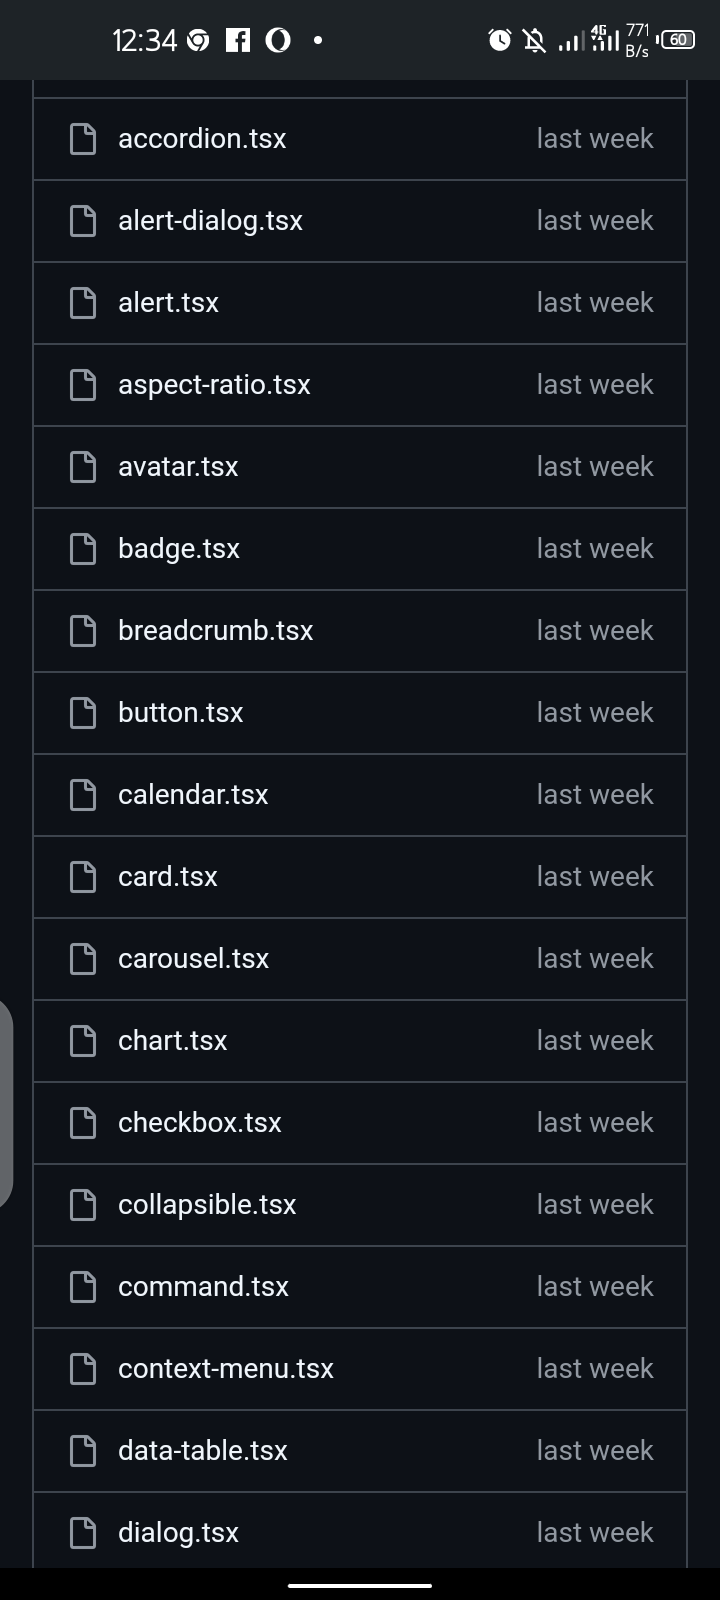 12:34 4G 771 B/s 60
accordion.tsx last week
alert-dialog.tsx last week
alert.tsx last week
aspect-ratio.tsx last week
avatar.tsx last week
badge.tsx last week
breadcrumb.tsx last week
button.tsx last week
calendar.tsx last week
card.tsx last week
carousel.tsx last week
chart.tsx last week
checkbox.tsx last week
collapsible.tsx last week
command.tsx last week
context-menu.tsx last week
data-table.tsx last week
dialog.tsx last week